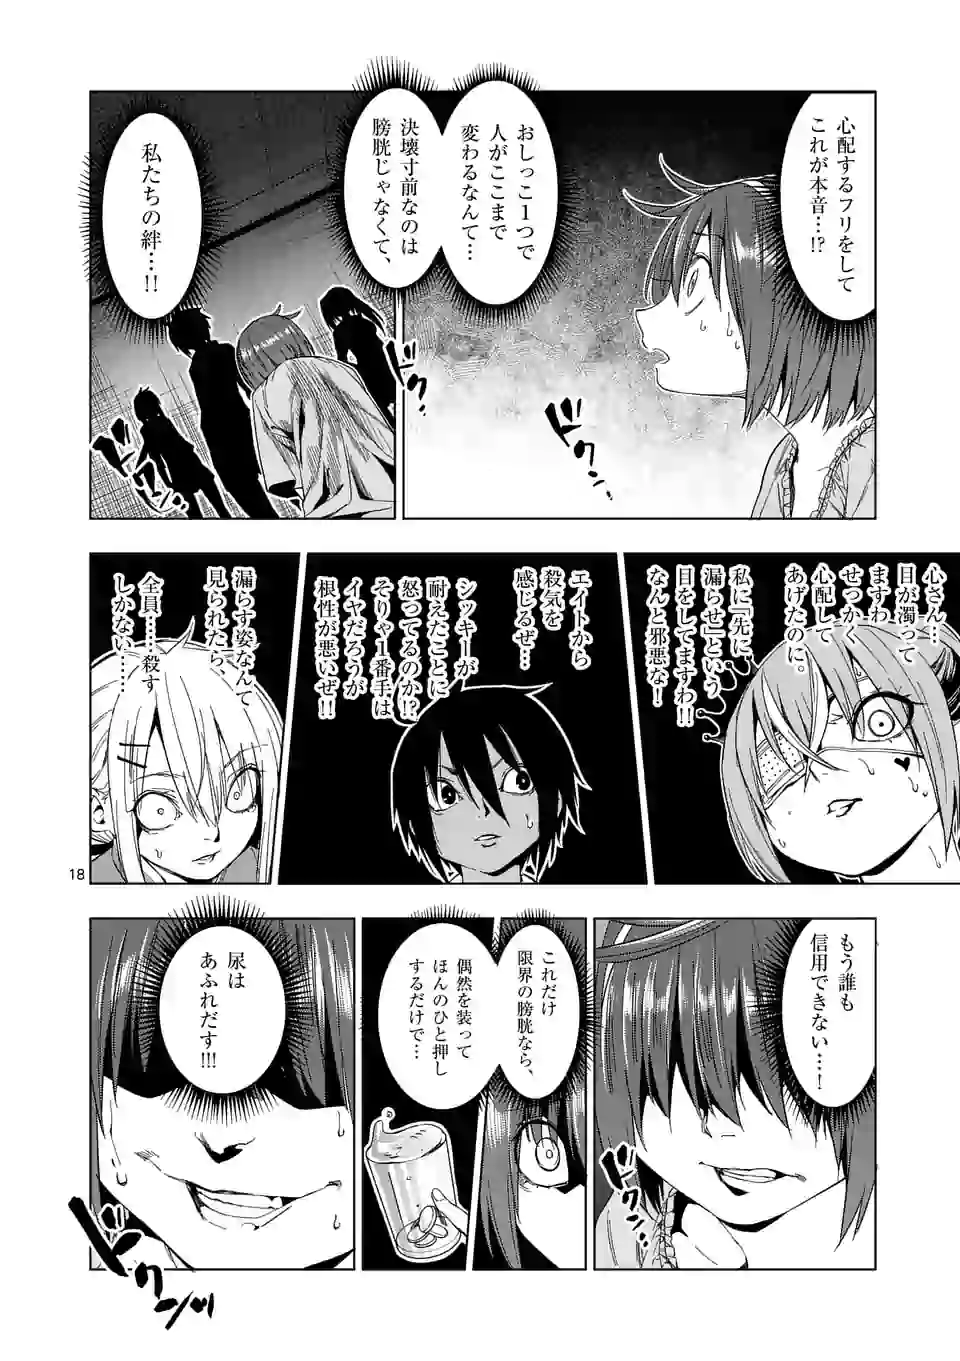 心配するフリをして
これが本音…!?
おしっこ1つで
人がここまで
変わるなんて…
決壊寸前なのは
膀胱じゃなくて、
私たちの絆…!!
ドクン
ドクン
ドクン
心さん…
目が濁って
ますわ
せっかく
心配して
あげたのに。
私に『先に
漏らせ』という
目をしてますわ!!
なんと邪悪な!
エイトから
殺気を
感じるぜ…
シッキーが
耐えたことに
怒ってるのか!?
そりゃ1番手は
イヤだろうが
根性が悪いぜ!!
漏らす姿なんて
見られたら、
全員……殺す
しかない……
18
もう誰も
信用できない…!
ドクン
これだけ
限界の膀胱なら、
偶然を装って
ほんのひと押し
するだけで…
尿は
あふれだす!!!
ドクン